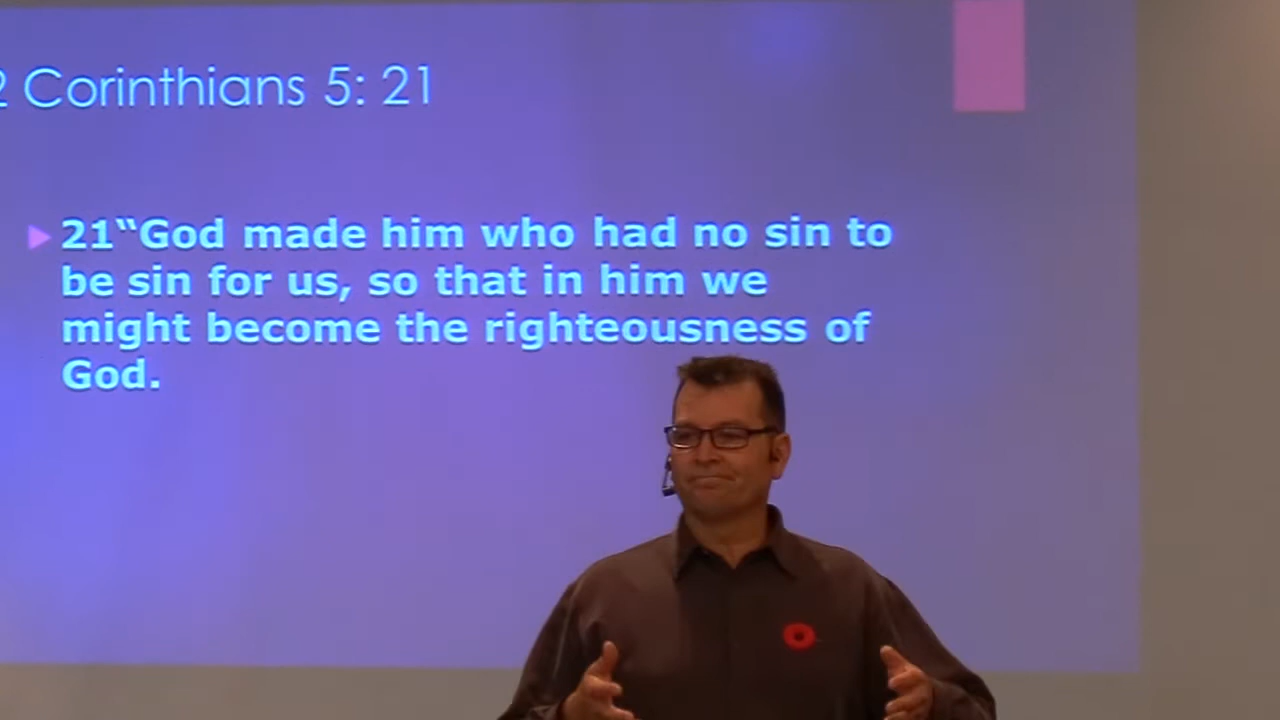 2 Corinthians 5: 21
21“God made him who had no sin to
be sin for us, so that in him we
might become the righteousness of
God.